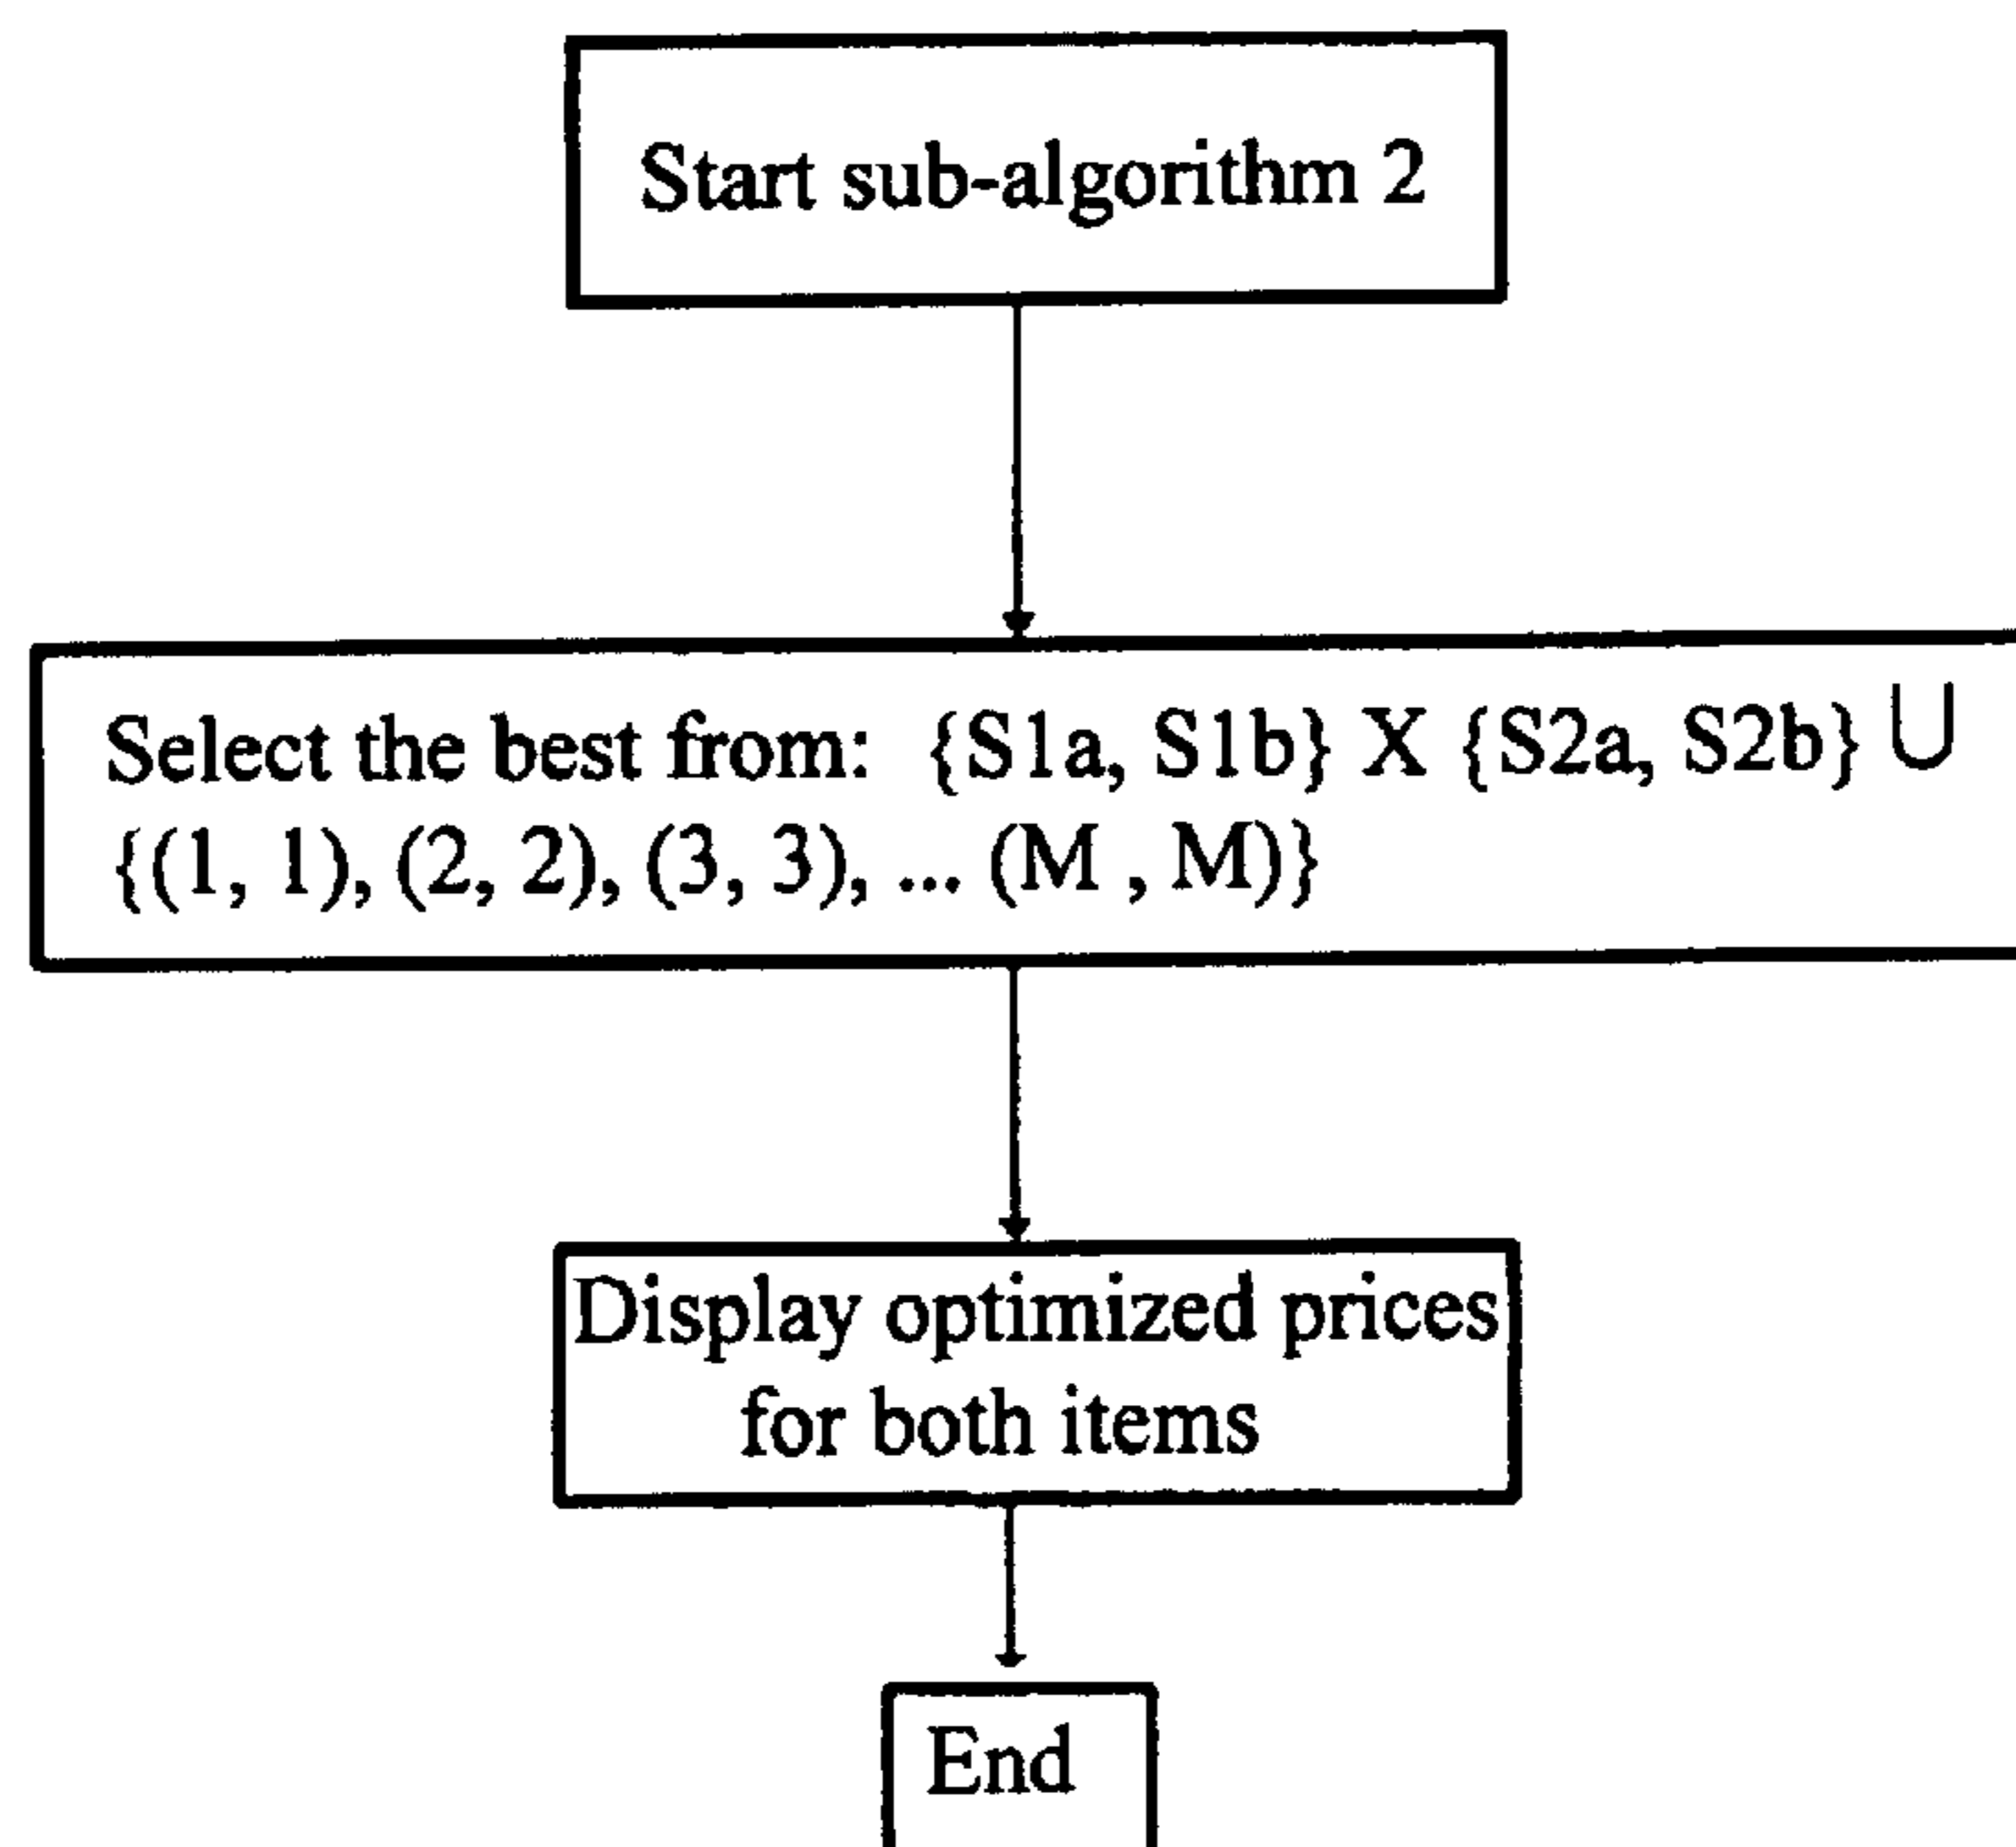 Start sub-algorithm 2
Select the best from: {S1a, S1b} X {S2a, S2b} ∪
{(1, 1), (2, 2), (3, 3), ... (M , M)}
Display optimized prices
for both items
End